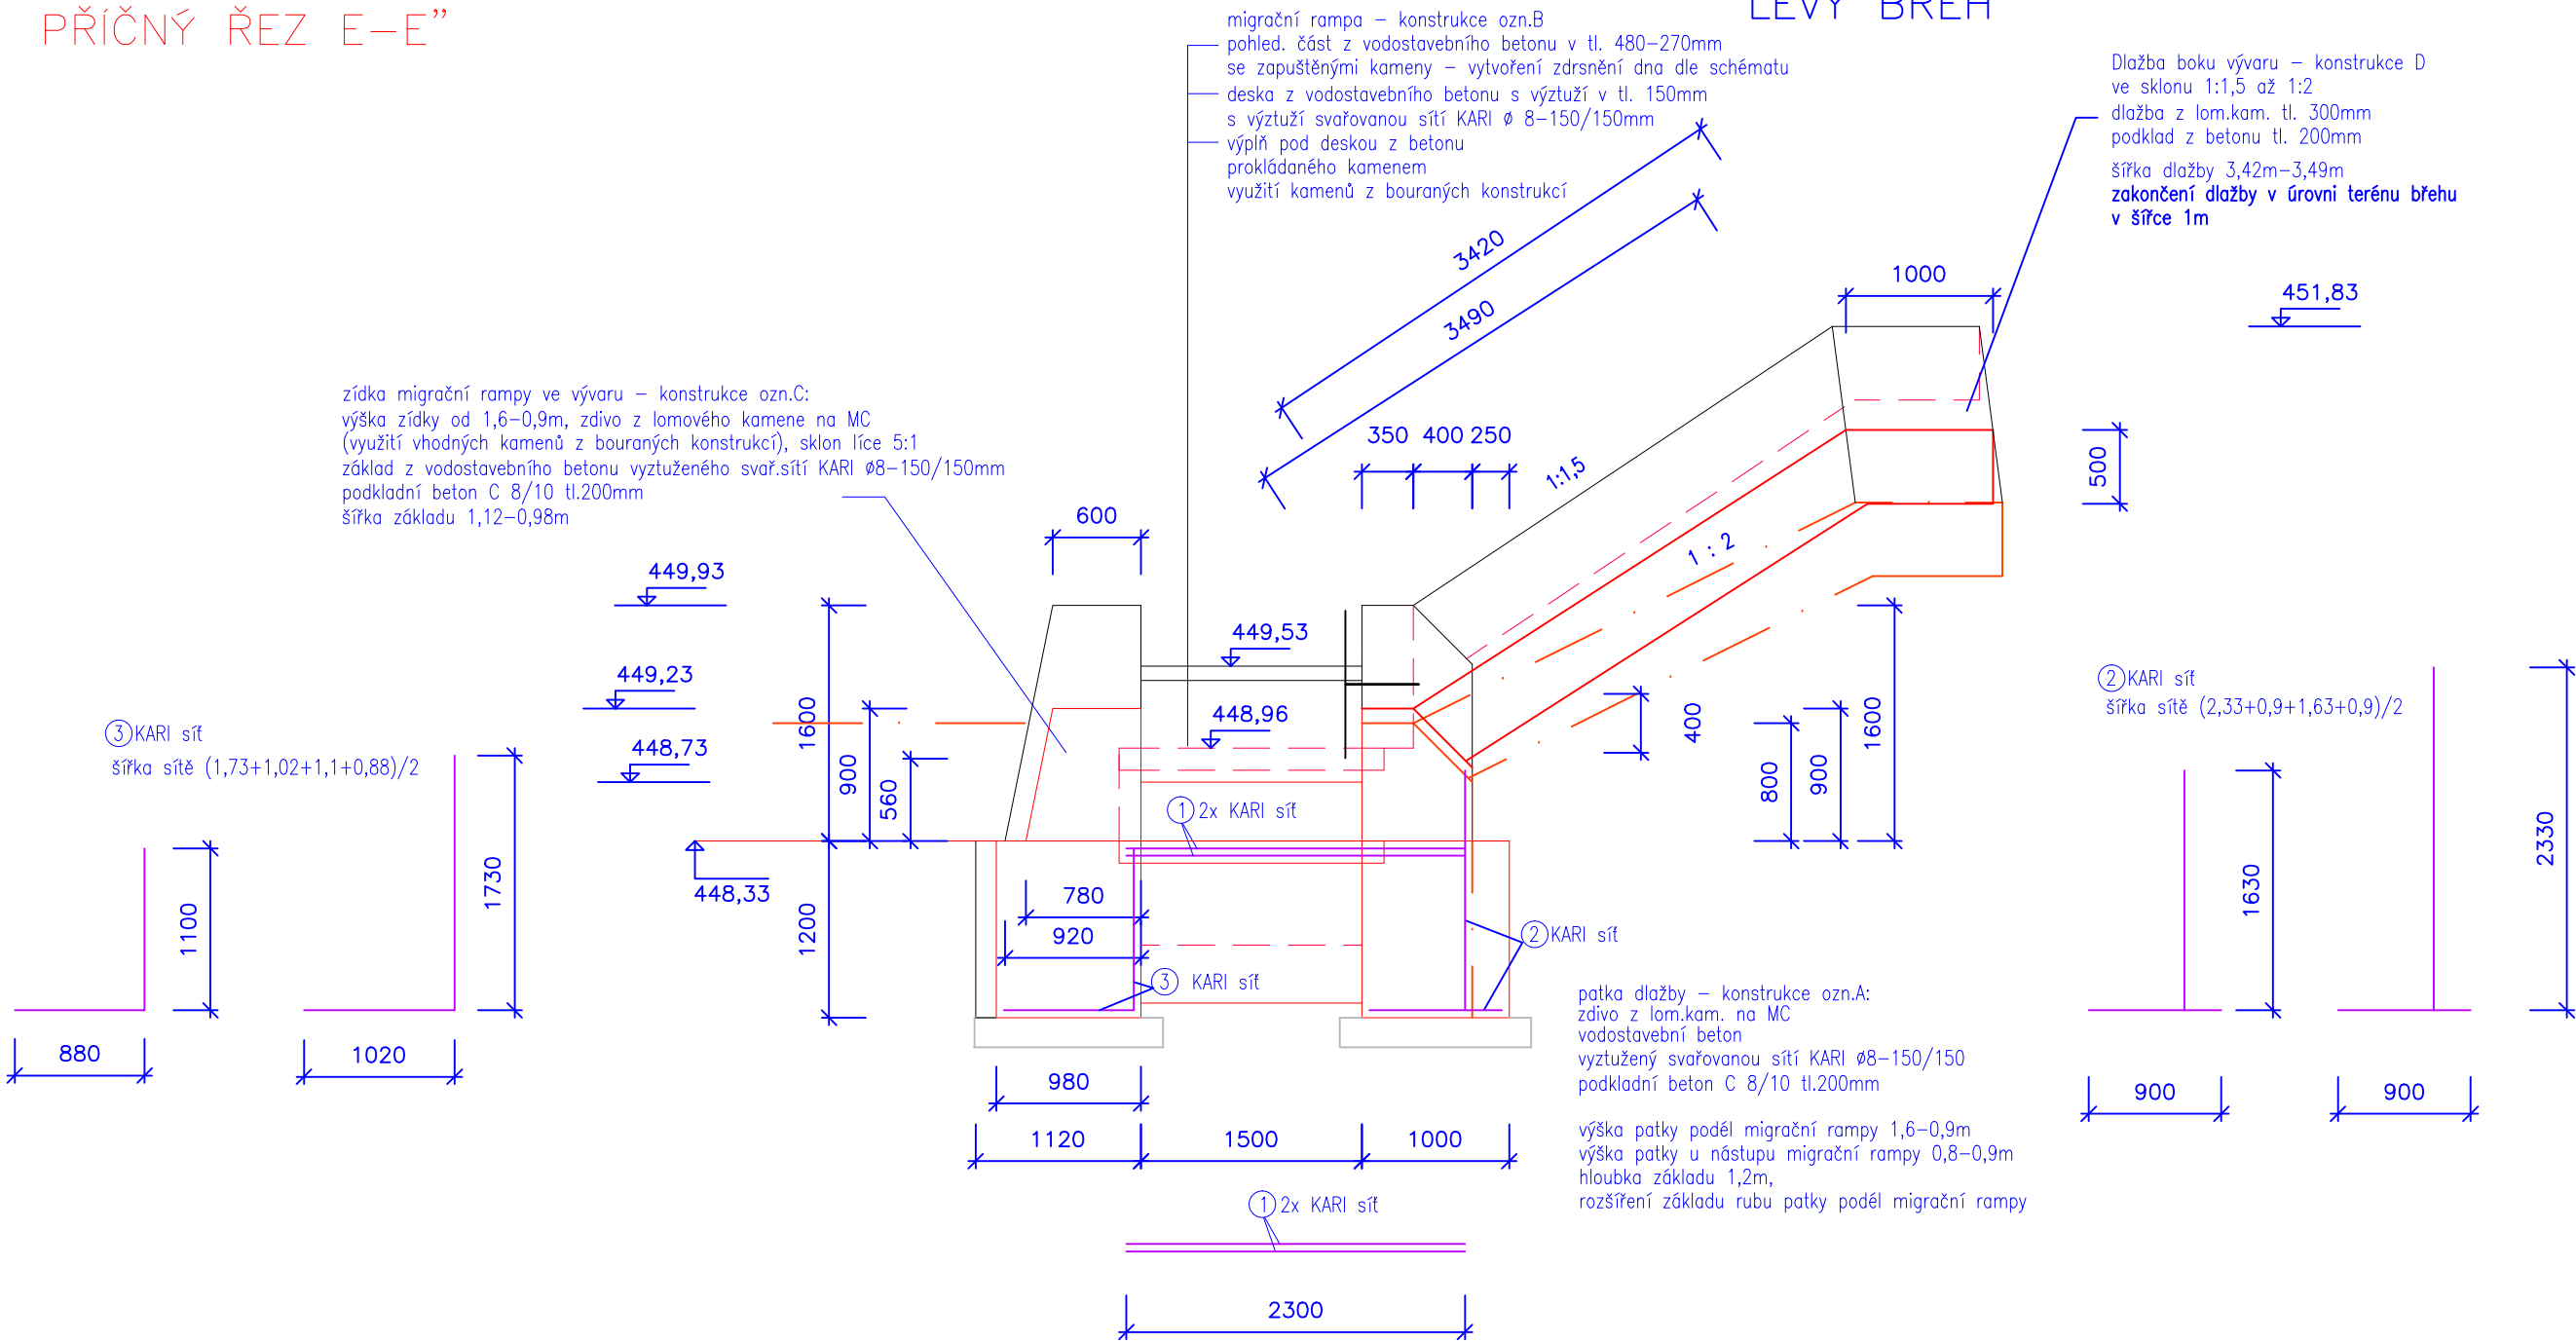 PŘÍČNÝ ŘEZ E–E”
LEVÝ BŘEH
migrační rampa – konstrukce ozn.B
pohled. část z vodostavebního betonu v tl. 480–270mm
se zapuštěnými kameny – vytvoření zdrsnění dna dle schématu
deska z vodostavebního betonu s výztuží v tl. 150mm
s výztuží svařovanou sítí KARI ø 8–150/150mm
výplň pod deskou z betonu
prokládaného kamenem
využití kamenů z bouraných konstrukcí
Dlažba boku vývaru – konstrukce D
ve sklonu 1:1,5 až 1:2
dlažba z lom.kam. tl. 300mm
podklad z betonu tl. 200mm
šířka dlažby 3,42m–3,49m
zakončení dlažby v úrovni terénu břehu
v šířce 1m
3420
3490
1000
451,83
zídka migrační rampy ve vývaru – konstrukce ozn.C:
výška zídky od 1,6–0,9m, zdivo z lomového kamene na MC
(využití vhodných kamenů z bouraných konstrukcí), sklon líce 5:1
základ z vodostavebního betonu vyztuženého svař.sítí KARI ø8–150/150mm
podkladní beton C 8/10 tl.200mm
šířka základu 1,12–0,98m
350 400 250
1:1,5
500
600
1 : 2
449,93
449,53
449,23
448,96
448,73
448,33
1600
900
560
1200
400
800
900
1600
3 KARI síť
šířka sítě (1,73+1,02+1,1+0,88)/2
1100
1730
880
1020
1 2x KARI síť
780
920
3 KARI síť
2 KARI síť
2 KARI síť
šířka sítě (2,33+0,9+1,63+0,9)/2
1630
2330
900
900
patka dlažby – konstrukce ozn.A:
zdivo z lom.kam. na MC
vodostavební beton
vyztužený svařovanou sítí KARI ø8–150/150
podkladní beton C 8/10 tl.200mm
výška patky podél migrační rampy 1,6–0,9m
výška patky u nástupu migrační rampy 0,8–0,9m
hloubka základu 1,2m,
rozšíření základu rubu patky podél migrační rampy
980
1120
1500
1000
1 2x KARI síť
2300